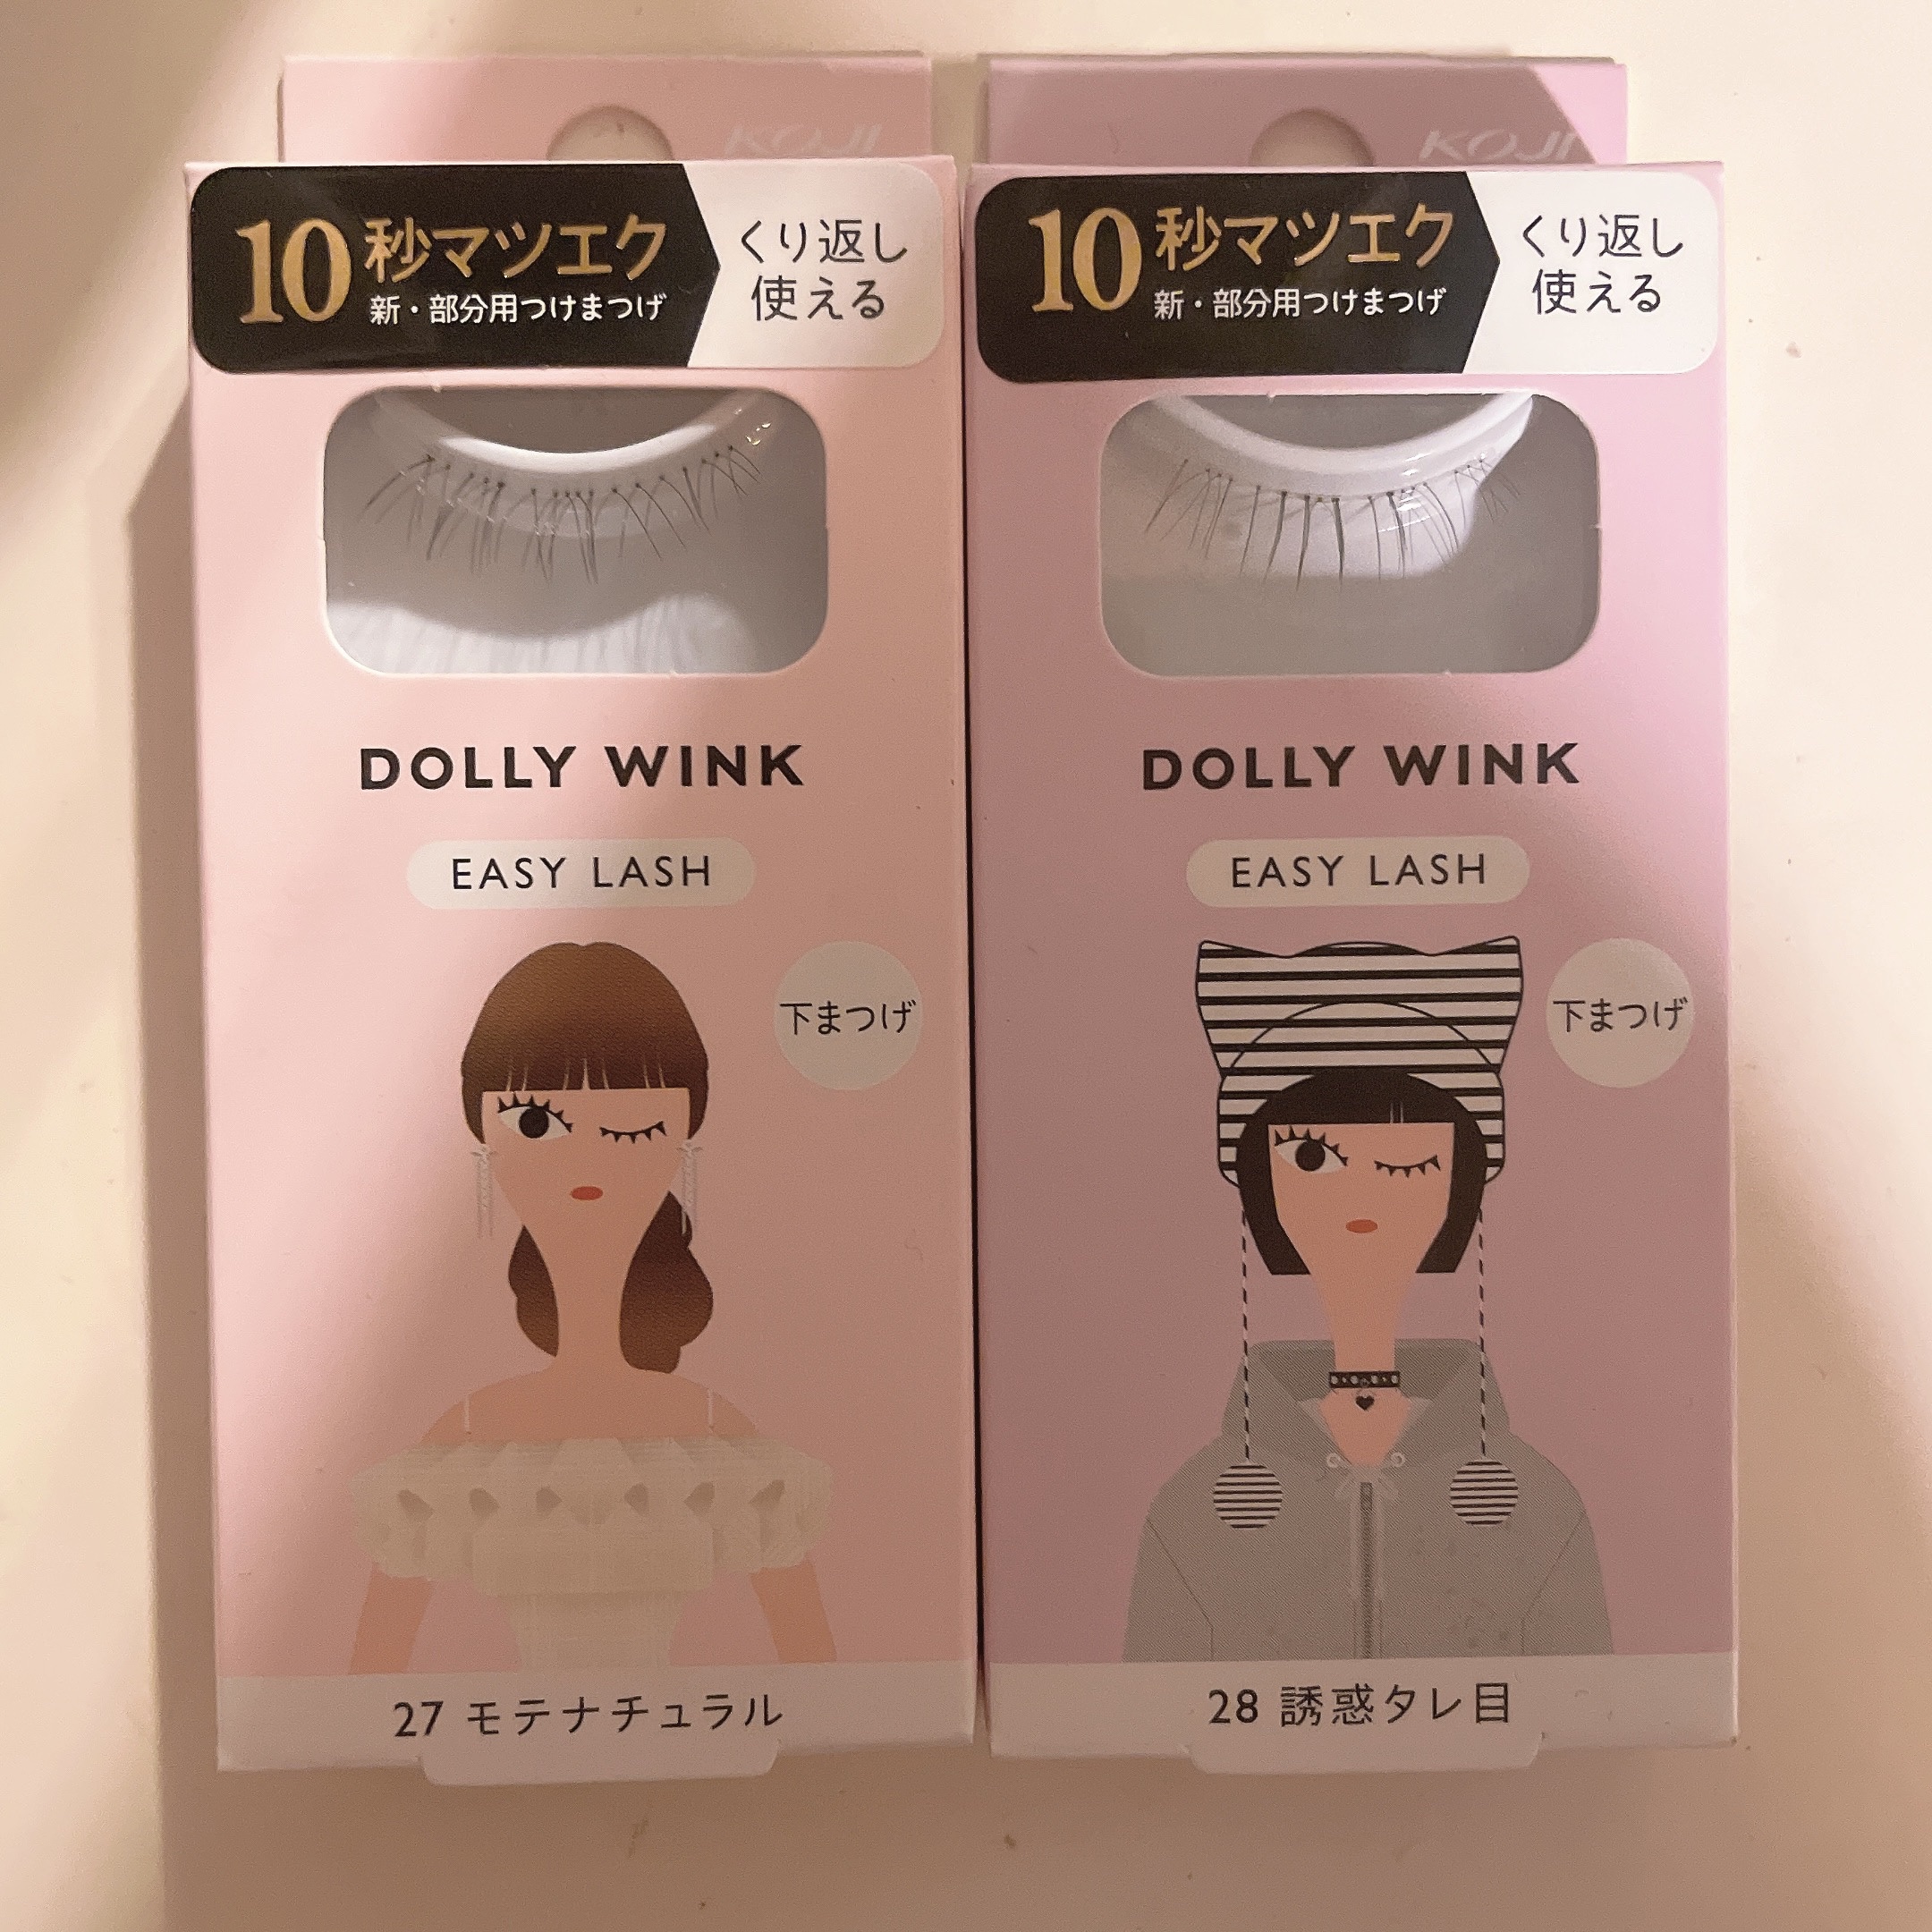 KOJI
10秒マツエク
新・部分用つけまつげ
くり返し
使える
DOLLY WINK
EASY LASH
下まつげ
27 モテナチュラル
KOJI
10秒マツエク
新・部分用つけまつげ
くり返し
使える
DOLLY WINK
EASY LASH
下まつげ
28 誘惑タレ目